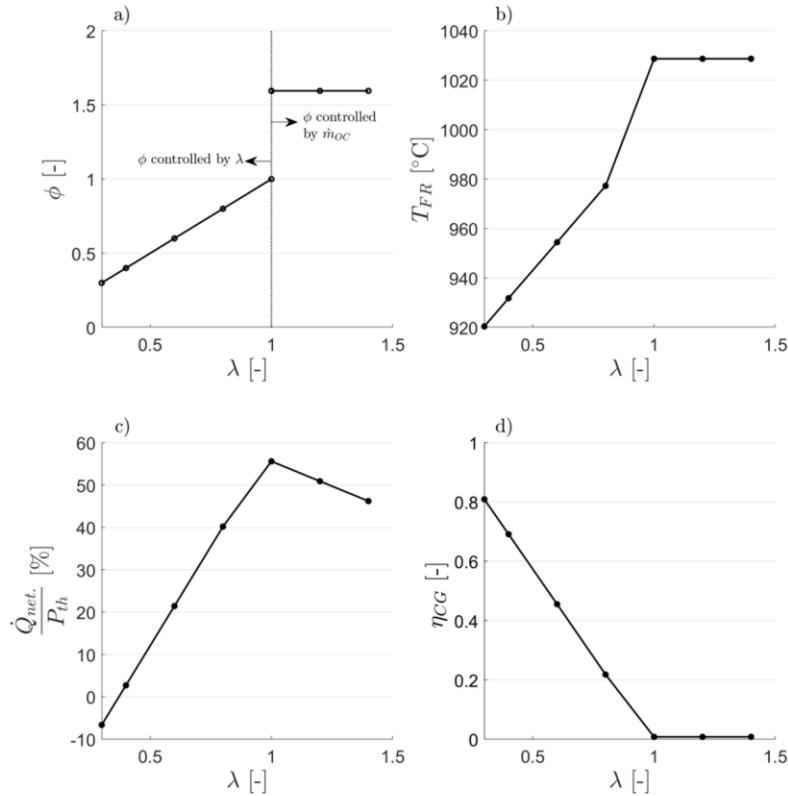 a)
2
1.5
1
0.5
0
0.5
1
1.5
ϕ [-]
λ [-]
ϕ controlled
by ṁ_OC
ϕ controlled by λ
b)
1040
1020
1000
980
960
940
920
0.5
1
1.5
T_FR [°C]
λ [-]
c)
60
50
40
30
20
10
0
-10
0.5
1
1.5
Q̇_net. / P_th [%]
λ [-]
d)
1
0.8
0.6
0.4
0.2
0
0.5
1
1.5
η_CG [-]
λ [-]